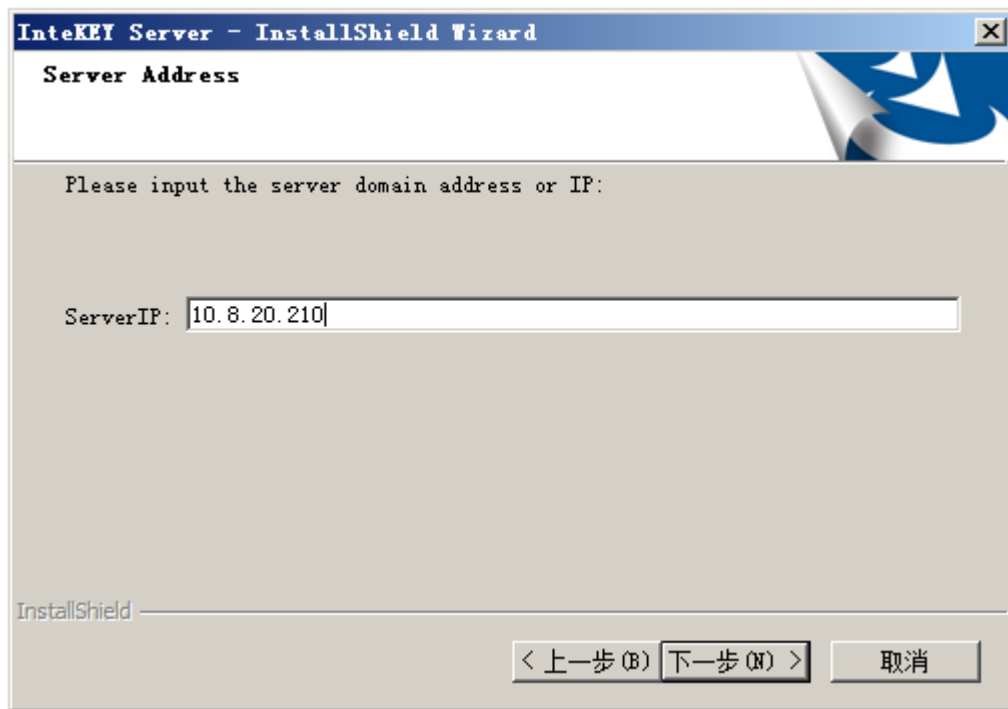 InteKEY Server - InstallShield Wizard
Server Address
Please input the server domain address or IP:
ServerIP: 10.8.20.210
InstallShield
< 上一步(B) 下一步(N) > 取消